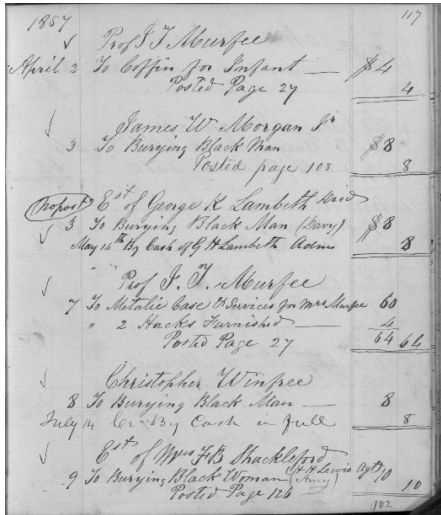 1857 117
Prof J. T. Murfee
April 2 To Coffin for Infant — $4
Posted Page 27 4
James W Morgan Jr
3 To Burying Black Man $8
Posted page 108 8
Est of George K Lambeth Decd
3 To Burying Black Man (Davy) $8
May 14th By Cash of G H Lambeth Admr 8
Prof J. T. Murfee
7 To Metalic Case & Services for Mrs Murfee 60
" 2 Hacks Furnished — 4
Posted Page 27 64 64
Christopher Winfree
8 To Burying Black Man — 8
July 14 Cr By Cash in full 8
Est of Mrs F B Shackleford
9 To Burying Black Woman (Amy) (H H Lewis Agt) 10
Posted Page 126 10
102